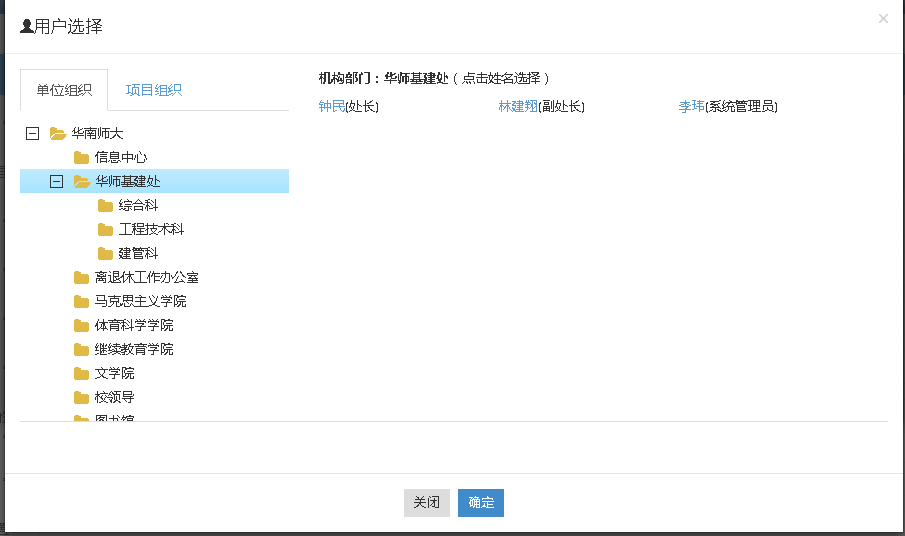 用户选择
×
单位组织
项目组织
华南师大
信息中心
华师基建处
综合科
工程技术科
建管科
离退休工作办公室
马克思主义学院
体育科学学院
继续教育学院
文学院
校领导
图书馆
机构部门：华师基建处（点击姓名选择）
钟民(处长)
林建翔(副处长)
李玮(系统管理员)
关闭
确定